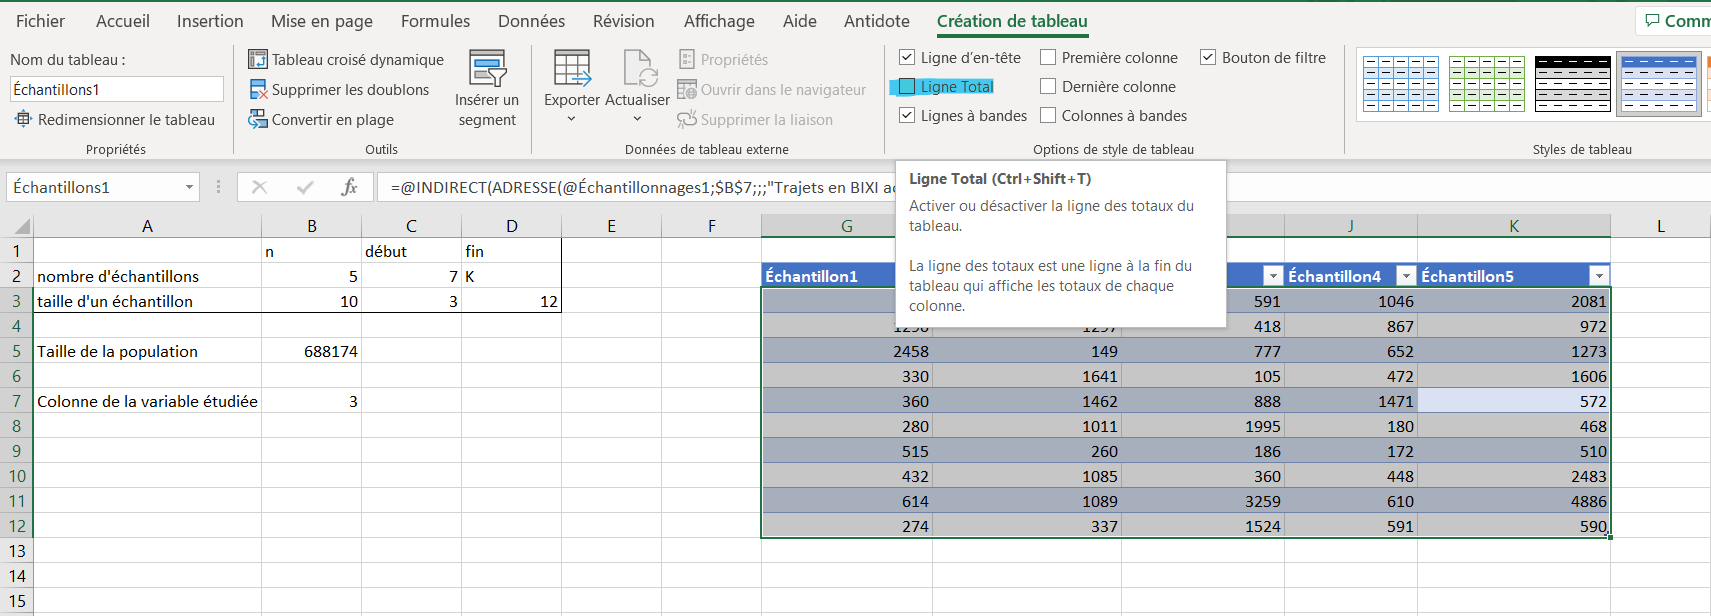 Fichier Accueil Insertion Mise en page Formules Données Révision Affichage Aide Antidote Création de tableau Comm
Nom du tableau :
Échantillons1
Redimensionner le tableau
Propriétés
Tableau croisé dynamique
Supprimer les doublons
Convertir en plage
Insérer un
segment
Outils
Exporter Actualiser
Propriétés
Ouvrir dans le navigateur
Supprimer la liaison
Données de tableau externe
Ligne d'en-tête Première colonne Bouton de filtre
Ligne Total Dernière colonne
Lignes à bandes Colonnes à bandes
Options de style de tableau
Styles de tableau
Échantillons1 fx =@INDIRECT(ADRESSE(@Échantillonnages1;$B$7;;;"Trajets en BIXI a
Ligne Total (Ctrl+Shift+T)
Activer ou désactiver la ligne des totaux du
tableau.
La ligne des totaux est une ligne à la fin du
tableau qui affiche les totaux de chaque
colonne.
A B C D E F G J K L
1 n début fin
2 nombre d'échantillons 5 7 K Échantillon1 Échantillon4 Échantillon5
3 taille d'un échantillon 10 3 12 591 1046 2081
4 1296 1297 418 867 972
5 Taille de la population 688174 2458 149 777 652 1273
6 330 1641 105 472 1606
7 Colonne de la variable étudiée 3 360 1462 888 1471 572
8 280 1011 1995 180 468
9 515 260 186 172 510
10 432 1085 360 448 2483
11 614 1089 3259 610 4886
12 274 337 1524 591 590
13
14
15